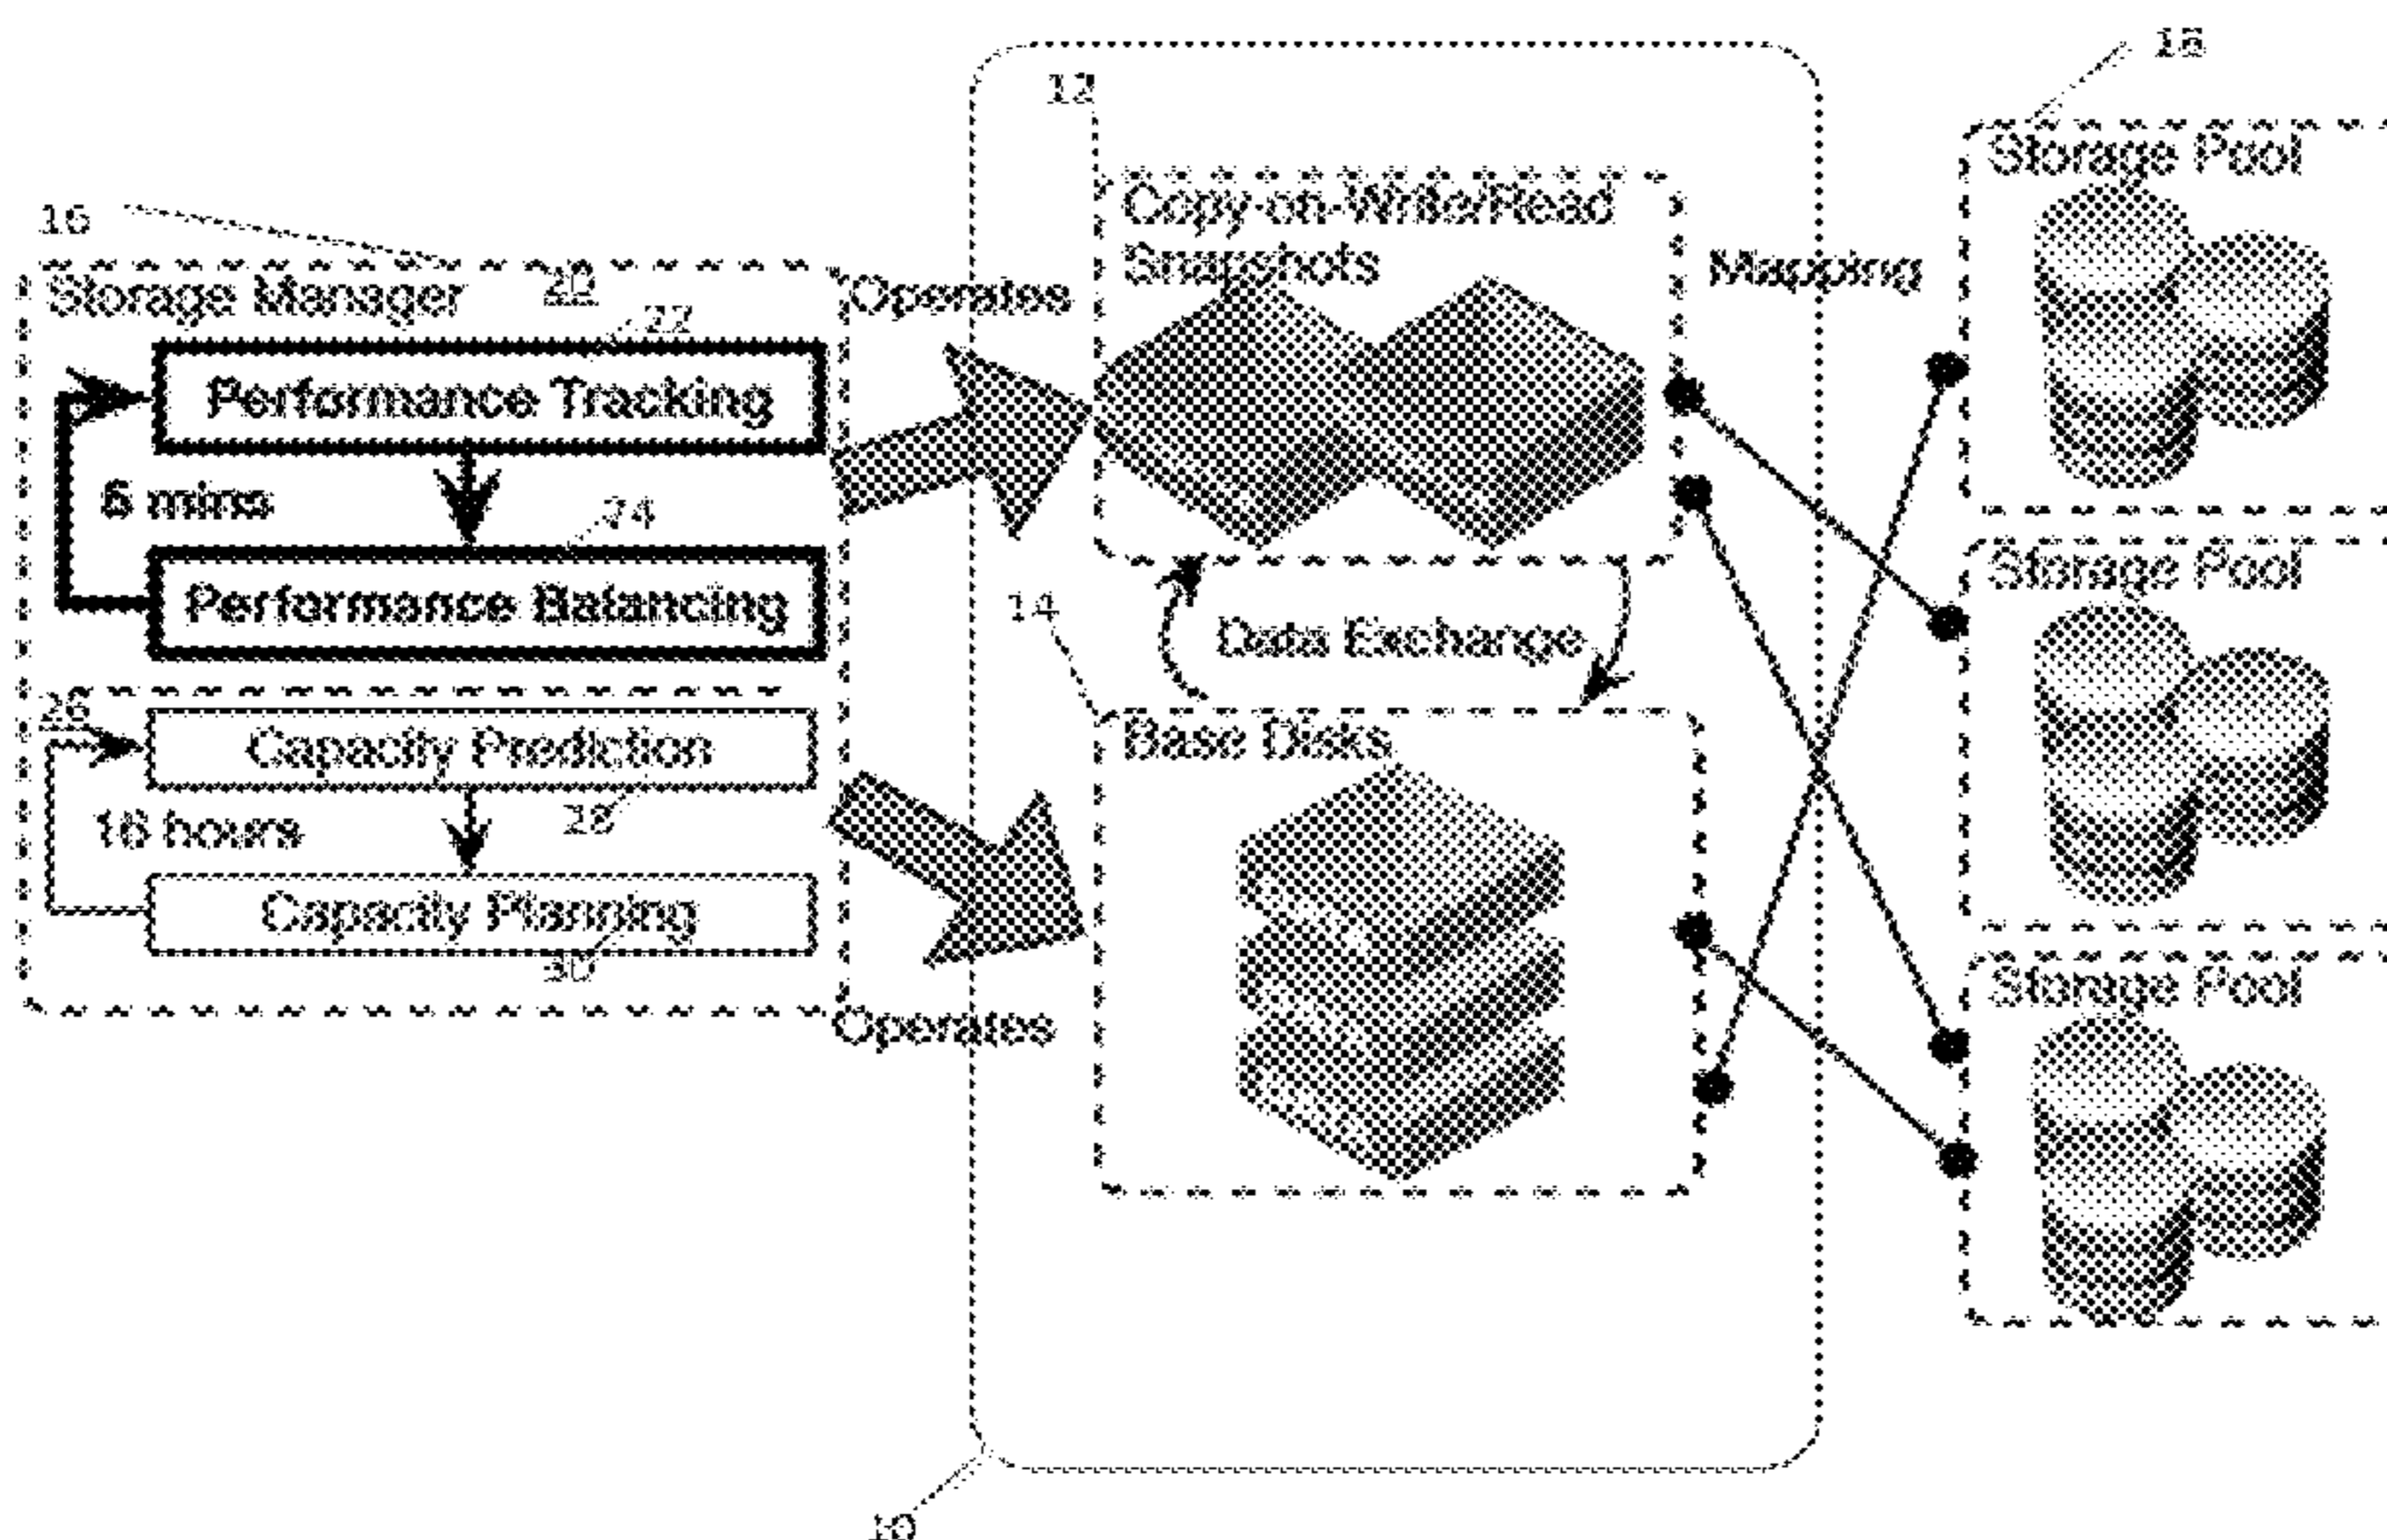 18
12
Storage Pool
16
Copy-on-Write/Read
Snapshots
Mapping
Storage Manager
20
Operates
22
Performance Tracking
mins
24
Performance Balancing
Storage Pool
14
Data Exchange
26
Capacity Prediction
Base Disks
28
16 hours
Capacity Planning
30
Storage Pool
Operates
10